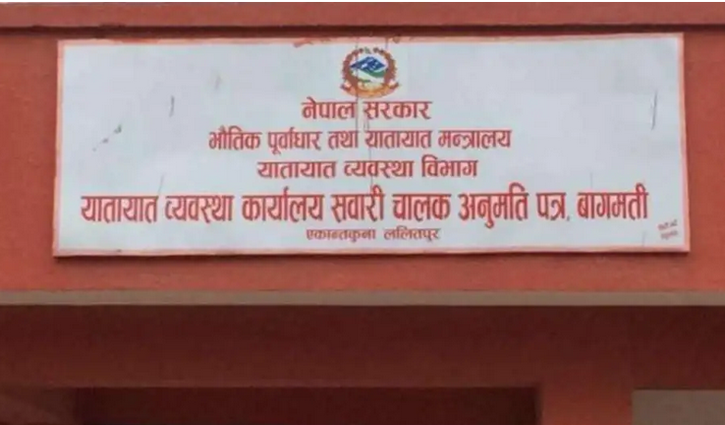 नेपाल सरकार
भौतिक पूर्वाधार तथा यातायात मन्त्रालय
यातायात व्यवस्था विभाग
यातायात व्यवस्था कार्यालय सवारी चालक अनुमति पत्र, बागमती
एकान्तकुना ललितपुर